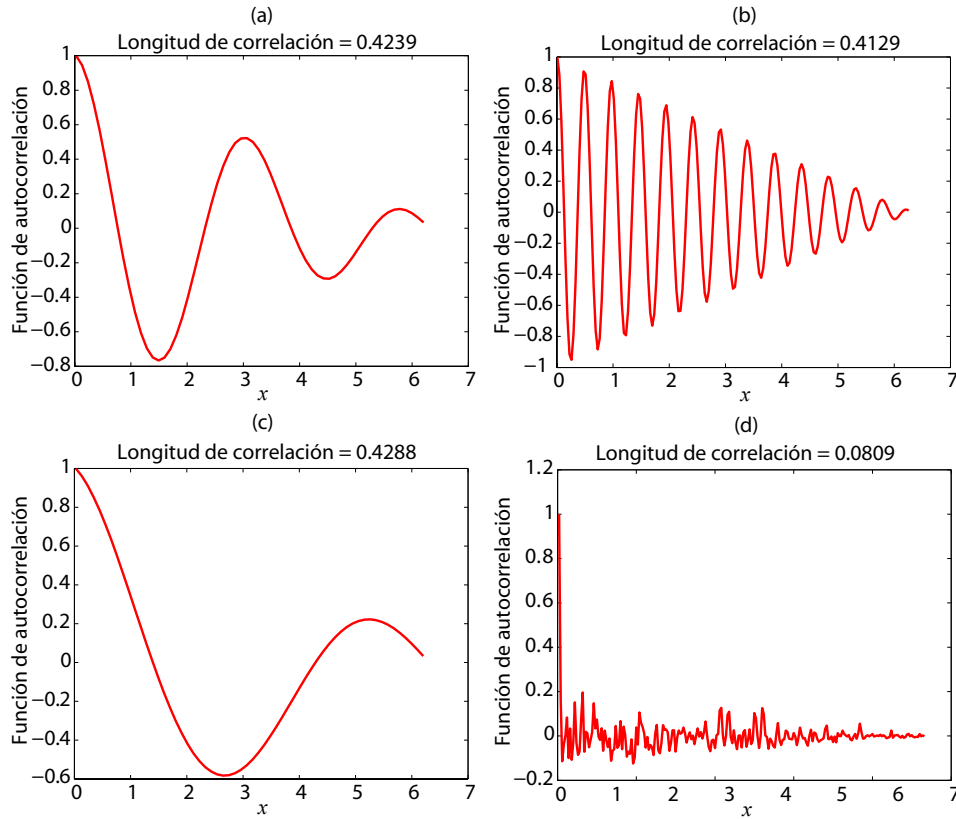 (a)
Longitud de correlación = 0.4239
Función de autocorrelación
1
0.8
0.6
0.4
0.2
0
−0.2
−0.4
−0.6
−0.8
0 1 2 3 4 5 6 7
x
(b)
Longitud de correlación = 0.4129
Función de autocorrelación
1
0.8
0.6
0.4
0.2
0
−0.2
−0.4
−0.6
−0.8
−1
0 1 2 3 4 5 6 7
x
(c)
Longitud de correlación = 0.4288
Función de autocorrelación
1
0.8
0.6
0.4
0.2
0
−0.2
−0.4
−0.6
0 1 2 3 4 5 6 7
x
(d)
Longitud de correlación = 0.0809
Función de autocorrelación
1.2
1
0.8
0.6
0.4
0.2
0
−0.2
0 1 2 3 4 5 6 7
x